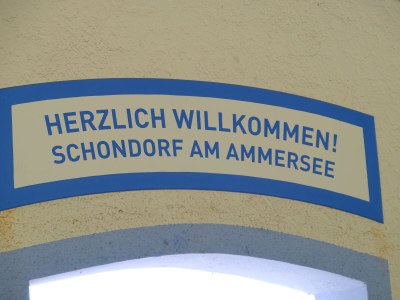 HERZLICH WILLKOMMEN!
SCHONDORF AM AMMERSEE